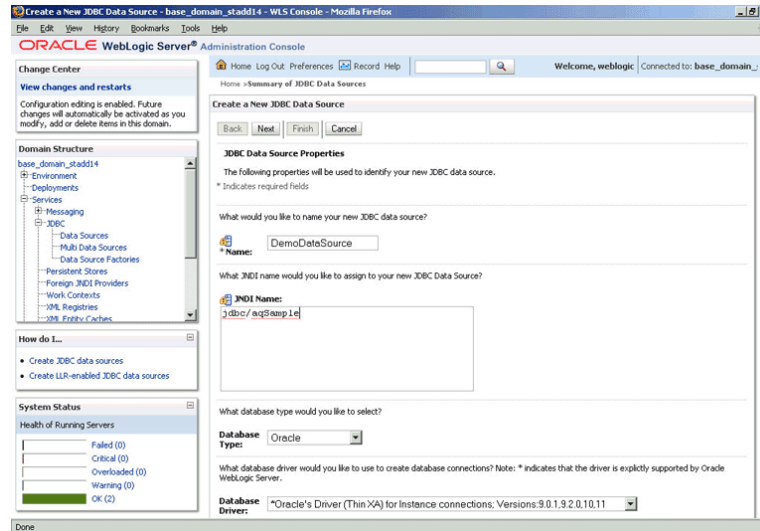 Create a New JDBC Data Source - base_domain_stadd14 - WLS Console - Mozilla Firefox
File Edit View History Bookmarks Tools Help
ORACLE WebLogic Server® Administration Console
Change Center
View changes and restarts
Configuration editing is enabled. Future
changes will automatically be activated as you
modify, add or delete items in this domain.
Domain Structure
base_domain_stadd14
Environment
Deployments
Services
Messaging
JDBC
Data Sources
Multi Data Sources
Data Source Factories
Persistent Stores
Foreign JNDI Providers
Work Contexts
XML Registries
XML Entity Caches
How do I...
Create JDBC data sources
Create LLR-enabled JDBC data sources
System Status
Health of Running Servers
Failed (0)
Critical (0)
Overloaded (0)
Warning (0)
OK (2)
Home Log Out Preferences Record Help
Welcome, weblogic Connected to: base_domain_
Home >Summary of JDBC Data Sources
Create a New JDBC Data Source
Back Next Finish Cancel
JDBC Data Source Properties
The following properties will be used to identify your new JDBC data source.
* Indicates required fields
What would you like to name your new JDBC data source?
* Name: DemoDataSource
What JNDI name would you like to assign to your new JDBC Data Source?
JNDI Name:
jdbc/aqSample
What database type would you like to select?
Database Type: Oracle
What database driver would you like to use to create database connections? Note: * indicates that the driver is explictly supported by Oracle
WebLogic Server.
Database Driver: *Oracle's Driver (Thin XA) for Instance connections; Versions:9.0.1,9.2.0,10,11
Done